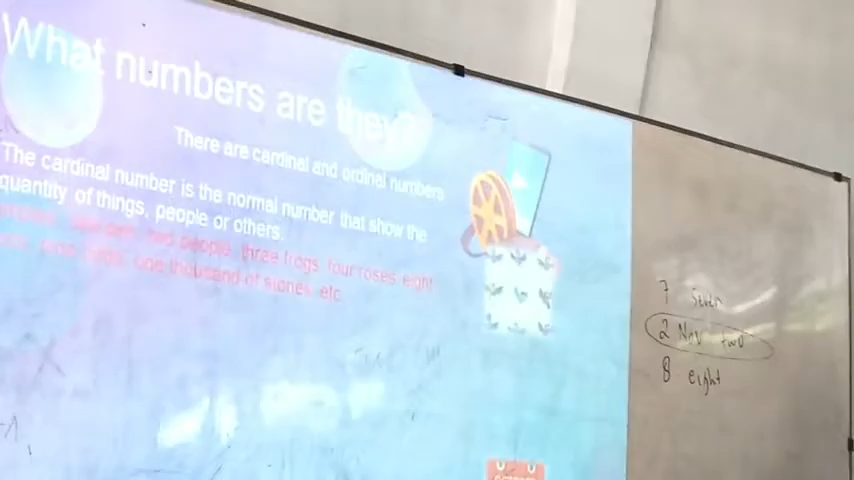 What numbers are they?
There are cardinal and ordinal numbers
The cardinal number is the normal number that show the
quantity of things, people or others.
two people, three frogs, four roses, eight
one thousand of stories, etc
7 seven
2 two
8 eight